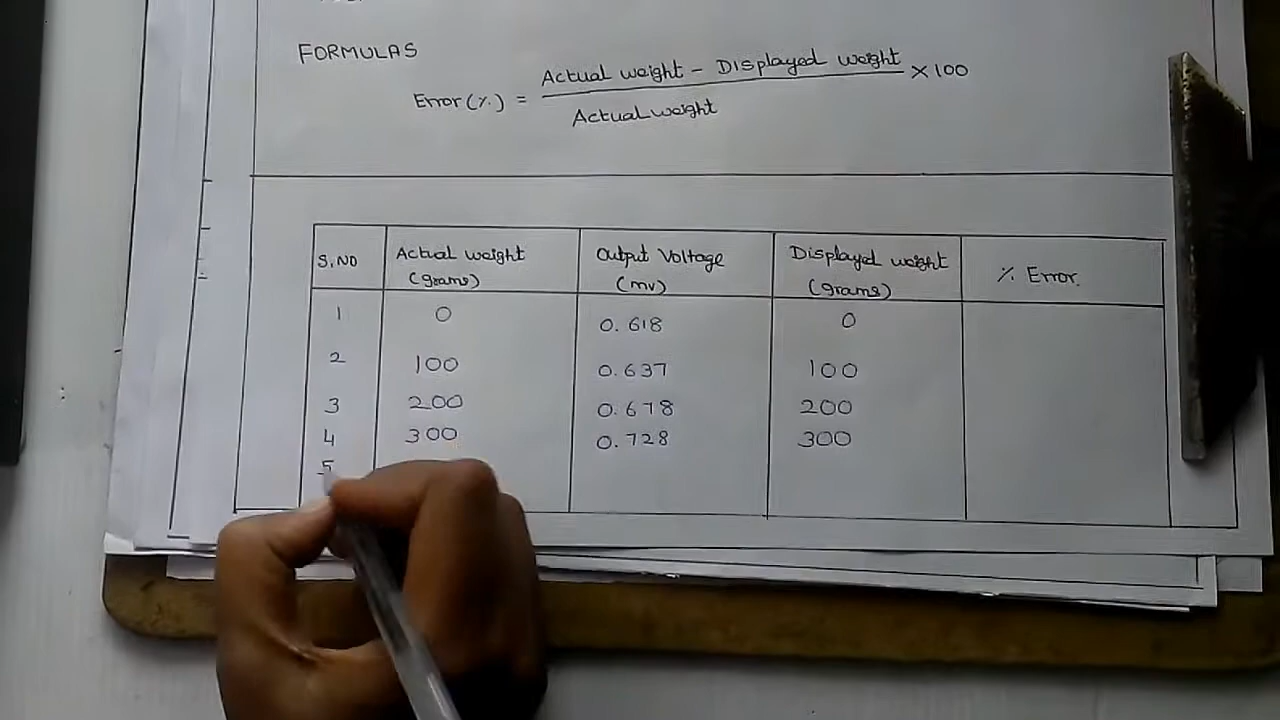 FORMULAS
Error (%) = Actual weight - Displayed weight / Actual weight × 100
S.NO Actual weight (grams) Output Voltage (mv) Displayed weight (grams) % Error
1 0 0.618 0
2 100 0.637 100
3 200 0.678 200
4 300 0.728 300
5